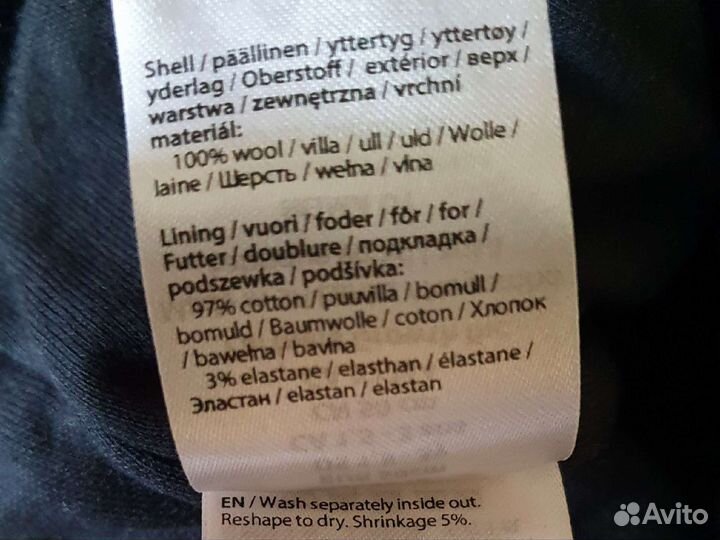 Shell / päällinen / yttertyg / yttertøy /
yderlag / Oberstoff / extérior / верх /
warstwa / zewnętrzna / vrchní
materiál:
100% wool / villa / ull / uld / Wolle /
laine / Шерсть / wełna / vlna
Lining / vuori / foder / fôr / for /
Futter / doublure / подкладка /
podszewka / podšívka:
97% cotton / puuvilla / bomull /
bomuld / Baumwolle / coton / Хлопок
/ bawełna / bavlna
3% elastane / elasthan / élastane /
Эластан / elastan / elastan
EN / Wash separately inside out.
Reshape to dry. Shrinkage 5%.
Avito